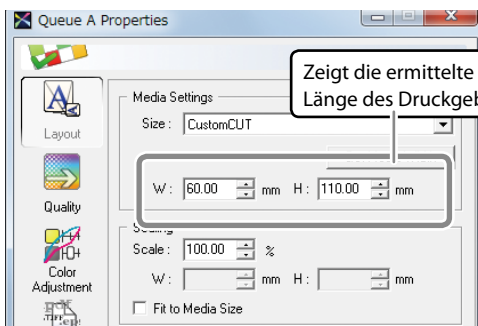 Queue A Properties
Zeigt die ermittelte
Länge des Druckgeb
Layout
Quality
Color
Adjustment
Media Settings
Size : CustomCUT
W : 60.00 mm H : 110.00 mm
Scaling
Scale : 100.00 %
W : mm H : mm
Fit to Media Size